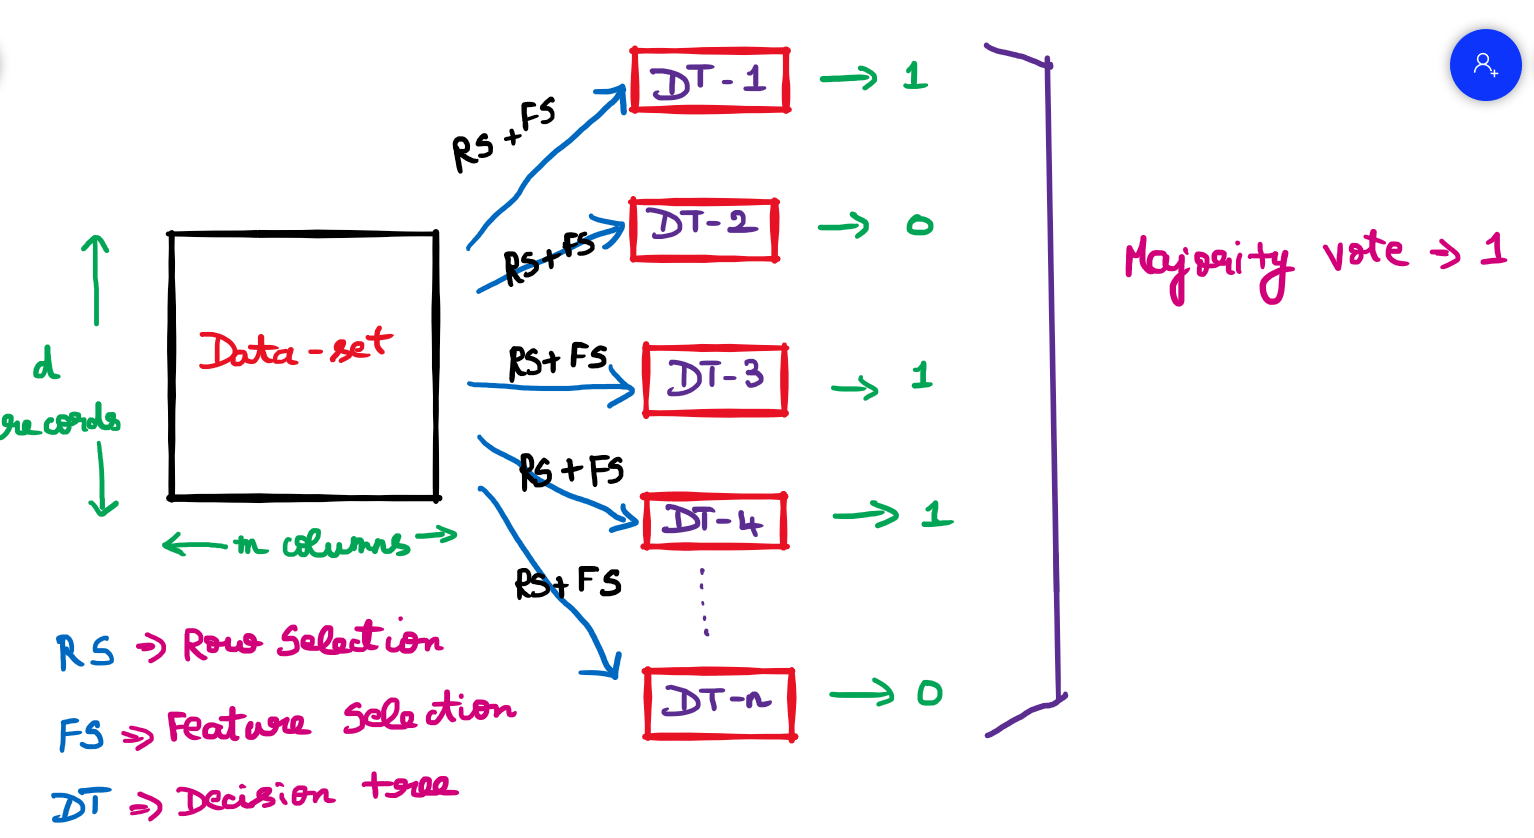 RS + FS
DT-1 → 1
RS+FS
DT-2 → 0
Majority vote → 1
Data-set
RS+ FS
DT-3 → 1
d
records
RS + FS
DT-4 → 1
m columns
RS+ FS
DT-n → 0
RS ⇒ Row Selection
FS ⇒ Feature Selection
DT ⇒ Decision tree